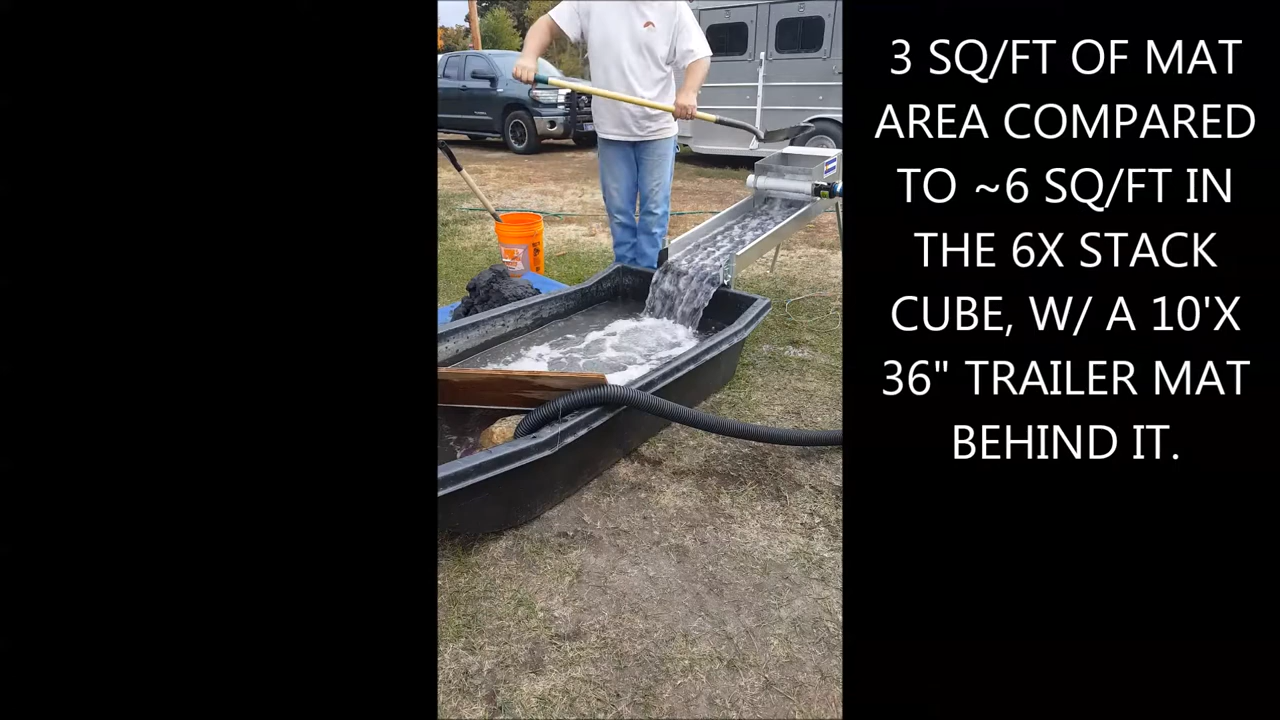 3 SQ/FT OF MAT
AREA COMPARED
TO ~6 SQ/FT IN
THE 6X STACK
CUBE, W/ A 10'X
36" TRAILER MAT
BEHIND IT.